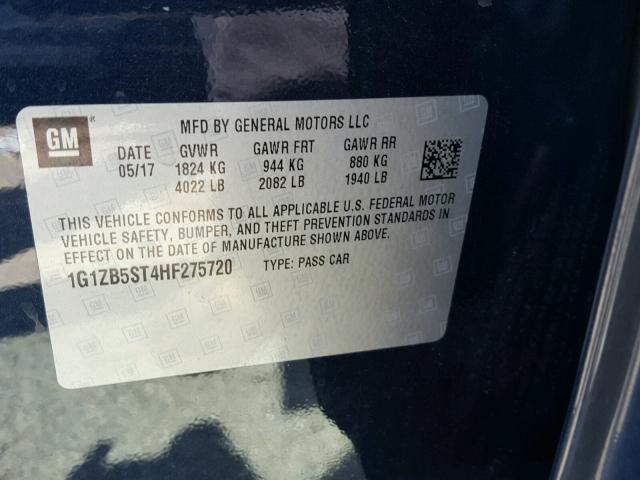 GM
MFD BY GENERAL MOTORS LLC
DATE GVWR GAWR FRT GAWR RR
05/17 1824 KG 944 KG 880 KG
4022 LB 2082 LB 1940 LB
THIS VEHICLE CONFORMS TO ALL APPLICABLE U.S. FEDERAL MOTOR
VEHICLE SAFETY, BUMPER, AND THEFT PREVENTION STANDARDS IN
EFFECT ON THE DATE OF MANUFACTURE SHOWN ABOVE.
1G1ZB5ST4HF275720 TYPE: PASS CAR